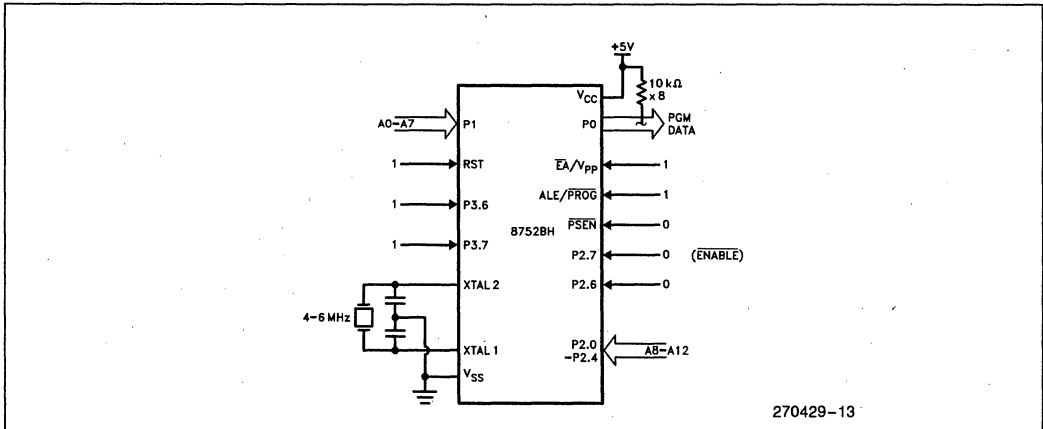 +5V
10 kΩ
x 8
VCC
P0
PGM
DATA
A0-A7
P1
1
RST
EA/VPP
1
ALE/PROG
1
1
P3.6
PSEN
0
8752BH
1
P3.7
P2.7
0
(ENABLE)
XTAL 2
P2.6
0
4-6 MHz
XTAL 1
P2.0
-P2.4
A8-A12
VSS
270429-13